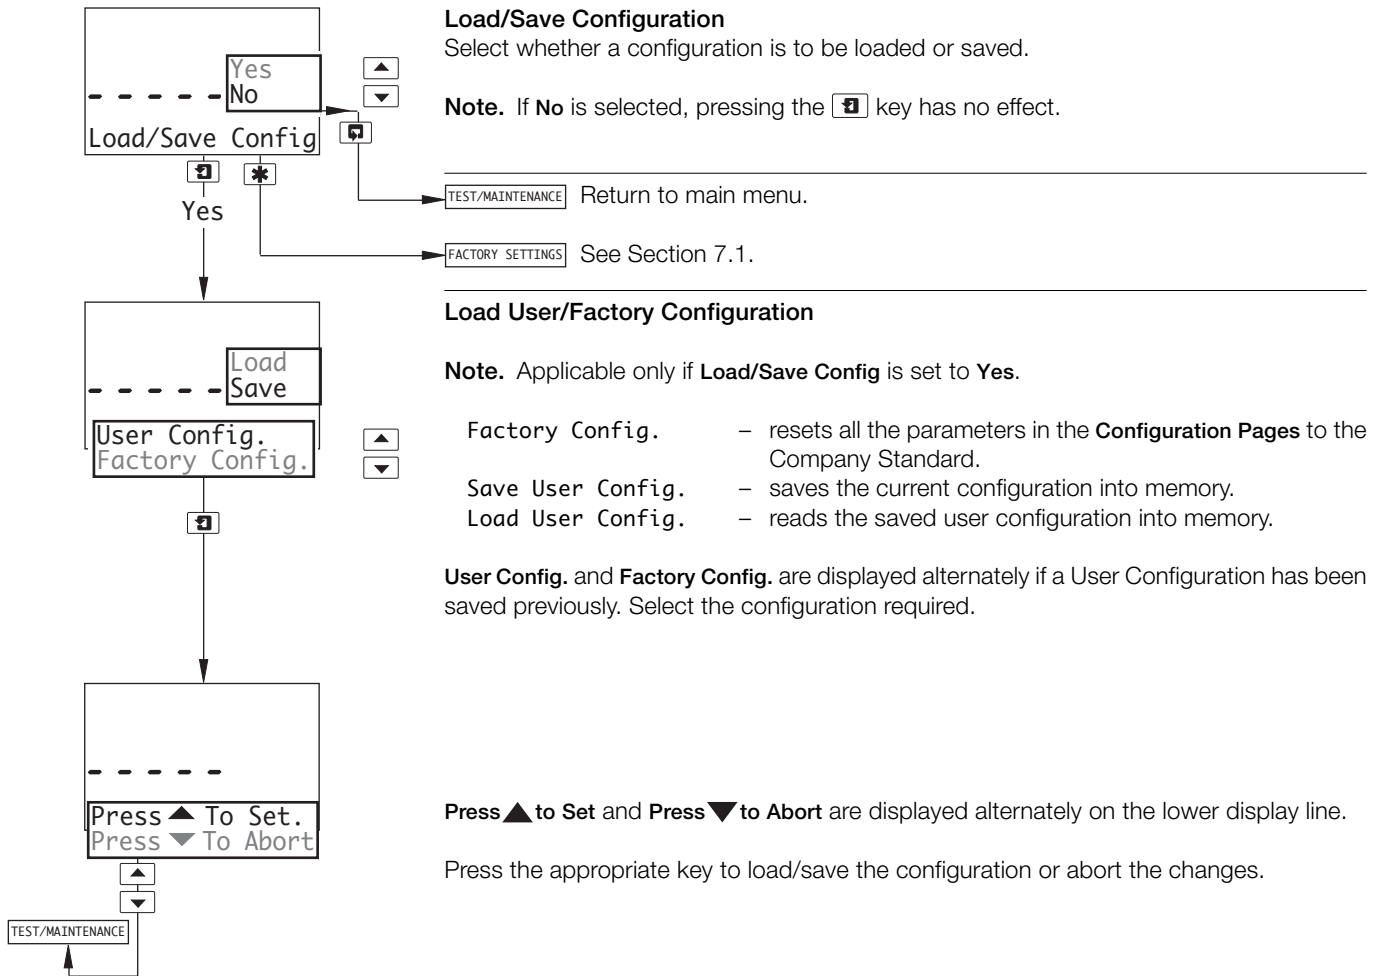 Load/Save Configuration
Select whether a configuration is to be loaded or saved.
Yes
No
Note. If No is selected, pressing the key has no effect.
Load/Save Config
TEST/MAINTENANCE Return to main menu.
Yes
FACTORY SETTINGS See Section 7.1.
Load User/Factory Configuration
Load
Save
Note. Applicable only if Load/Save Config is set to Yes.
User Config.
Factory Config.
Factory Config. – resets all the parameters in the Configuration Pages to the
Company Standard.
Save User Config. – saves the current configuration into memory.
Load User Config. – reads the saved user configuration into memory.
User Config. and Factory Config. are displayed alternately if a User Configuration has been
saved previously. Select the configuration required.
Press ▲ To Set.
Press ▼ To Abort
Press ▲ to Set and Press ▼ to Abort are displayed alternately on the lower display line.
Press the appropriate key to load/save the configuration or abort the changes.
TEST/MAINTENANCE